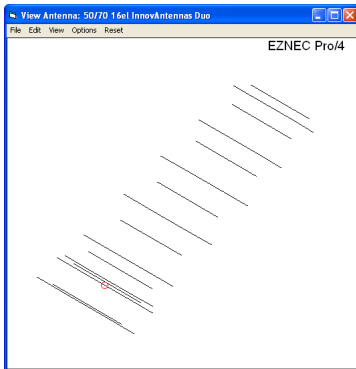 View Antenna: 50/70 16el InnovAntennas Duo
File Edit View Options Reset
EZNEC Pro/4